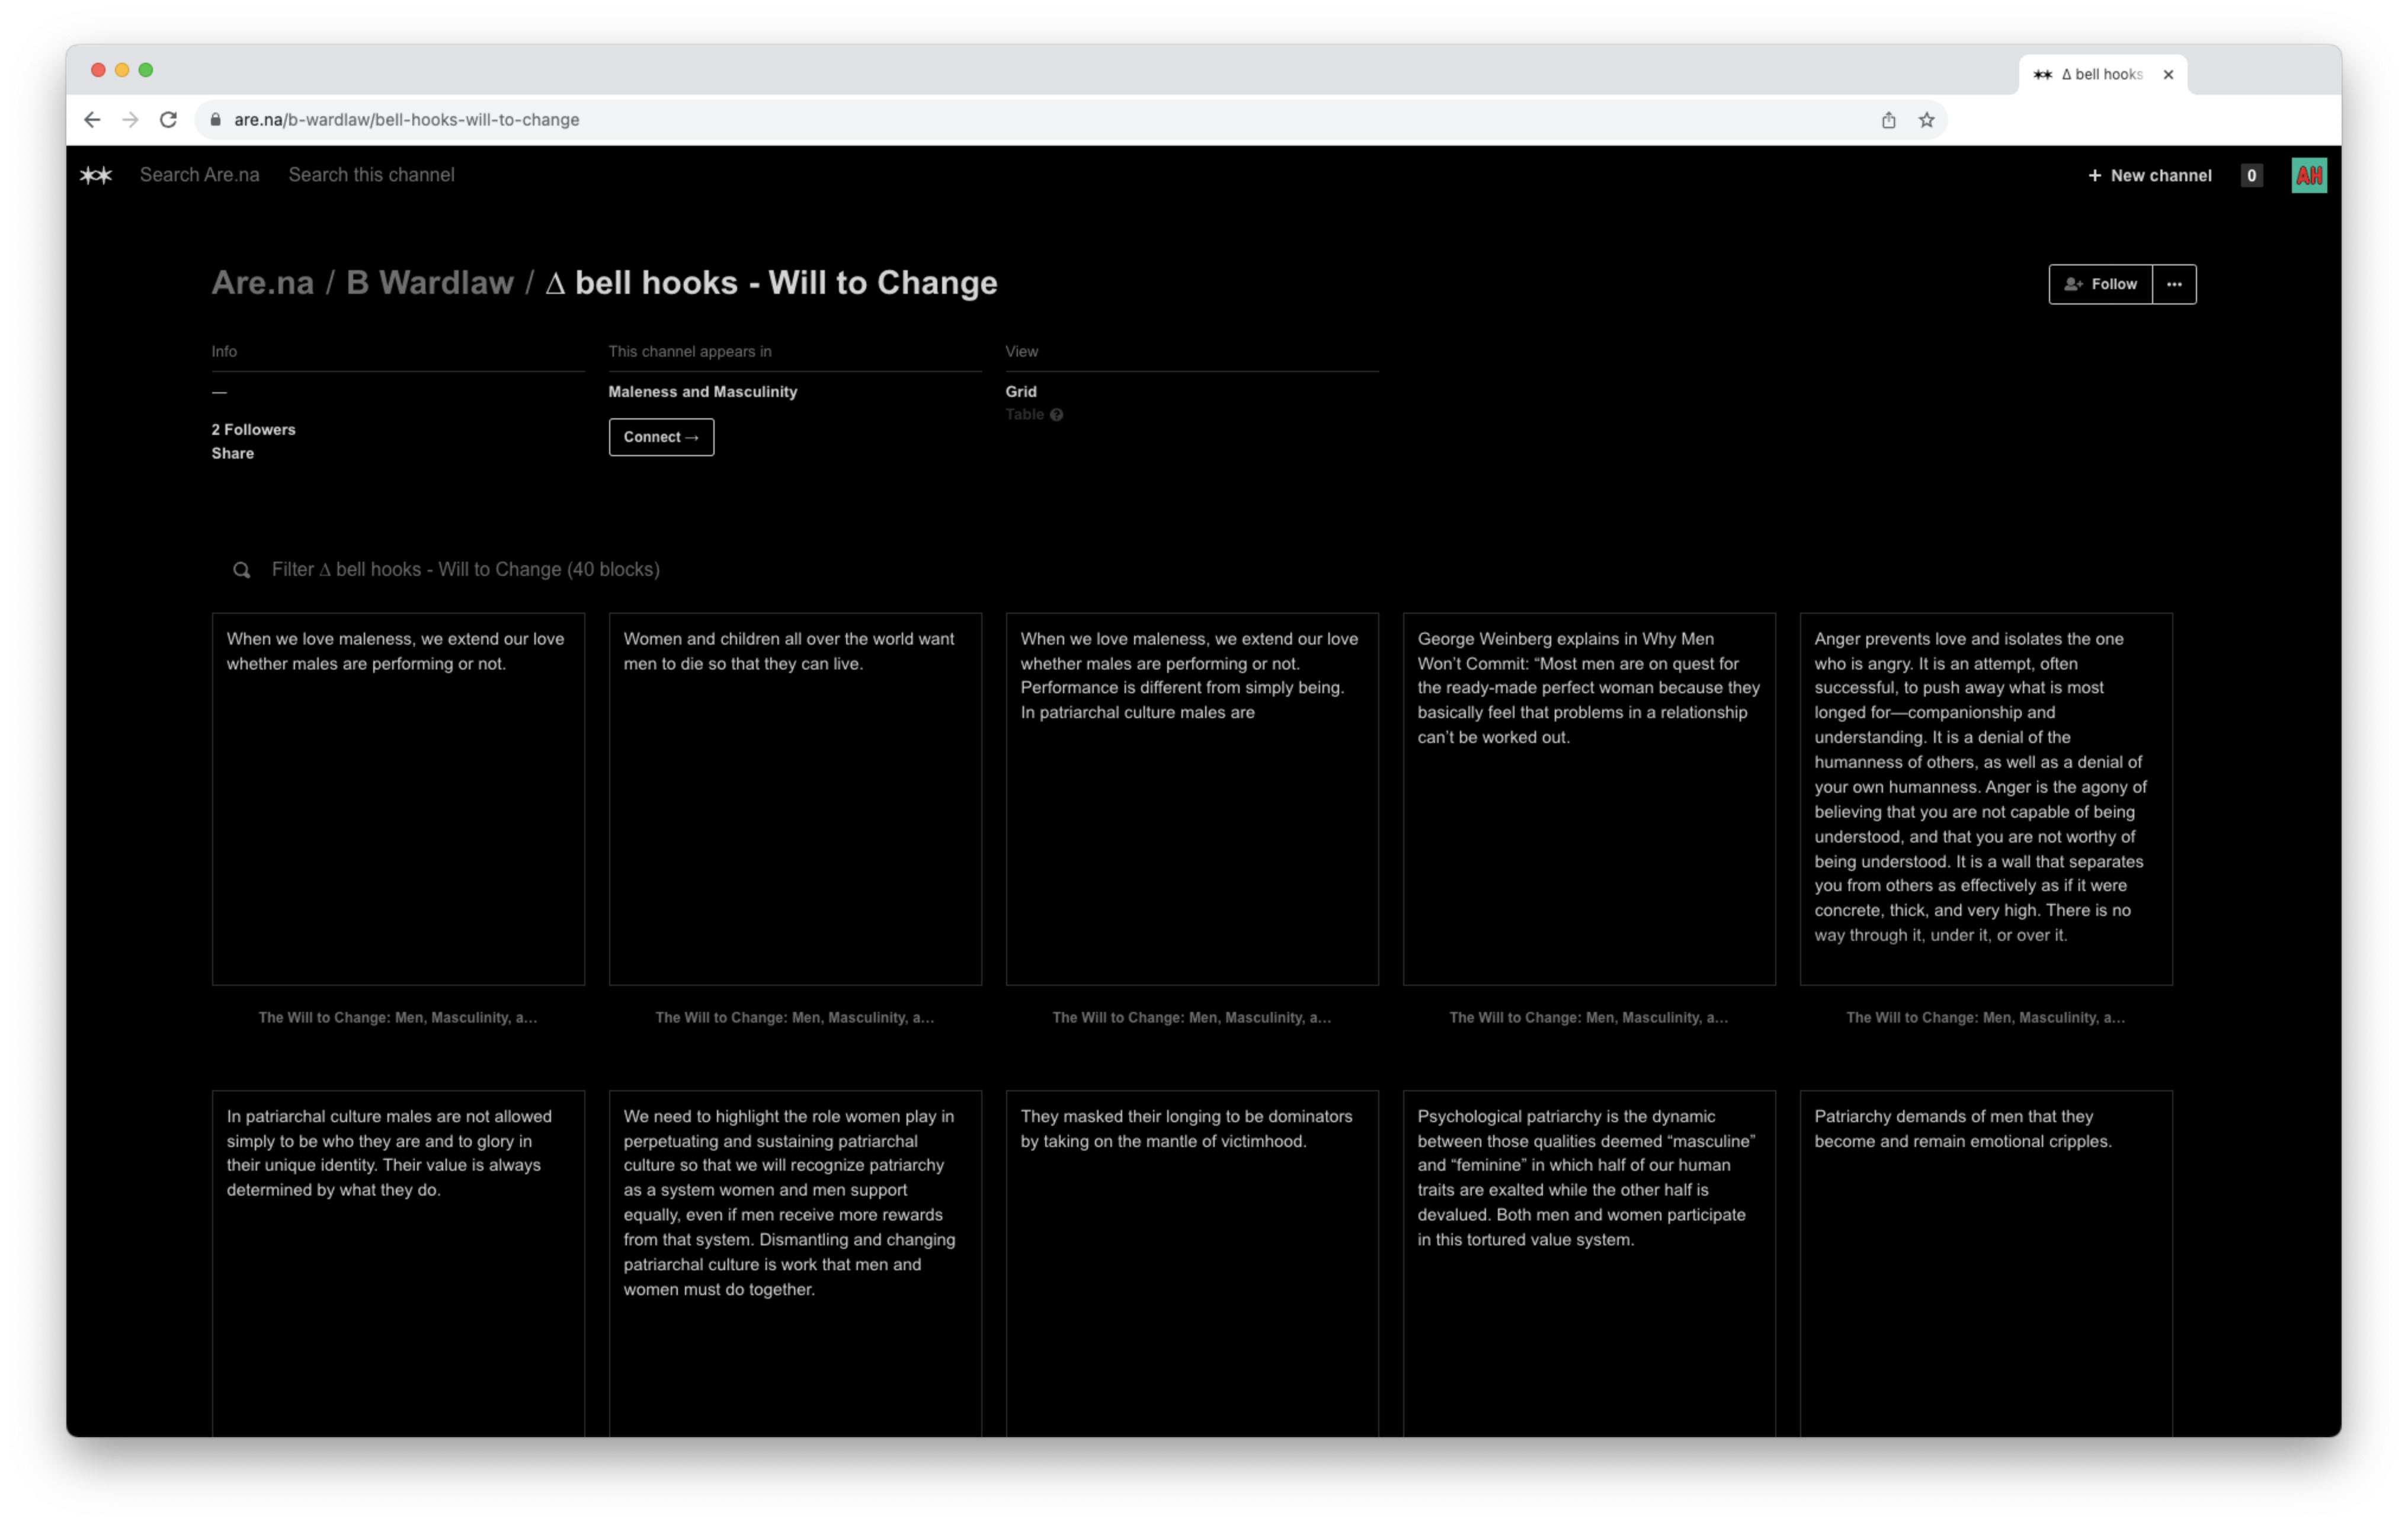 ∆ bell hooks
are.na/b-wardlaw/bell-hooks-will-to-change
Search Are.na Search this channel
+ New channel 0 AH
Are.na / B Wardlaw / ∆ bell hooks - Will to Change
Follow
Info
—
2 Followers
Share
This channel appears in
Maleness and Masculinity
Connect →
View
Grid
Table
Filter ∆ bell hooks - Will to Change (40 blocks)
When we love maleness, we extend our love
whether males are performing or not.
The Will to Change: Men, Masculinity, a…
Women and children all over the world want
men to die so that they can live.
The Will to Change: Men, Masculinity, a…
When we love maleness, we extend our love
whether males are performing or not.
Performance is different from simply being.
In patriarchal culture males are
The Will to Change: Men, Masculinity, a…
George Weinberg explains in Why Men
Won’t Commit: “Most men are on quest for
the ready-made perfect woman because they
basically feel that problems in a relationship
can’t be worked out.
The Will to Change: Men, Masculinity, a…
Anger prevents love and isolates the one
who is angry. It is an attempt, often
successful, to push away what is most
longed for—companionship and
understanding. It is a denial of the
humanness of others, as well as a denial of
your own humanness. Anger is the agony of
believing that you are not capable of being
understood, and that you are not worthy of
being understood. It is a wall that separates
you from others as effectively as if it were
concrete, thick, and very high. There is no
way through it, under it, or over it.
The Will to Change: Men, Masculinity, a…
In patriarchal culture males are not allowed
simply to be who they are and to glory in
their unique identity. Their value is always
determined by what they do.
We need to highlight the role women play in
perpetuating and sustaining patriarchal
culture so that we will recognize patriarchy
as a system women and men support
equally, even if men receive more rewards
from that system. Dismantling and changing
patriarchal culture is work that men and
women must do together.
They masked their longing to be dominators
by taking on the mantle of victimhood.
Psychological patriarchy is the dynamic
between those qualities deemed “masculine”
and “feminine” in which half of our human
traits are exalted while the other half is
devalued. Both men and women participate
in this tortured value system.
Patriarchy demands of men that they
become and remain emotional cripples.